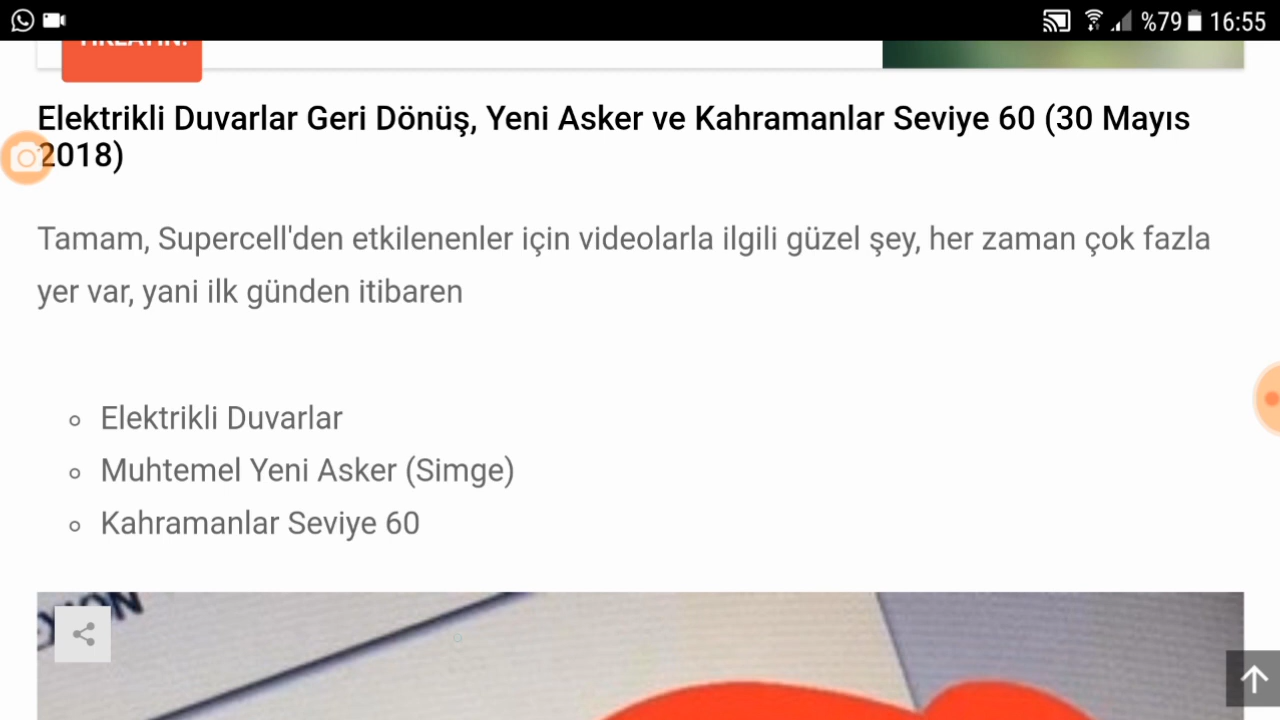 %79 16:55
TIKLAYIN!
Elektrikli Duvarlar Geri Dönüş, Yeni Asker ve Kahramanlar Seviye 60 (30 Mayıs
2018)
Tamam, Supercell'den etkilenenler için videolarla ilgili güzel şey, her zaman çok fazla
yer var, yani ilk günden itibaren
Elektrikli Duvarlar
Muhtemel Yeni Asker (Simge)
Kahramanlar Seviye 60